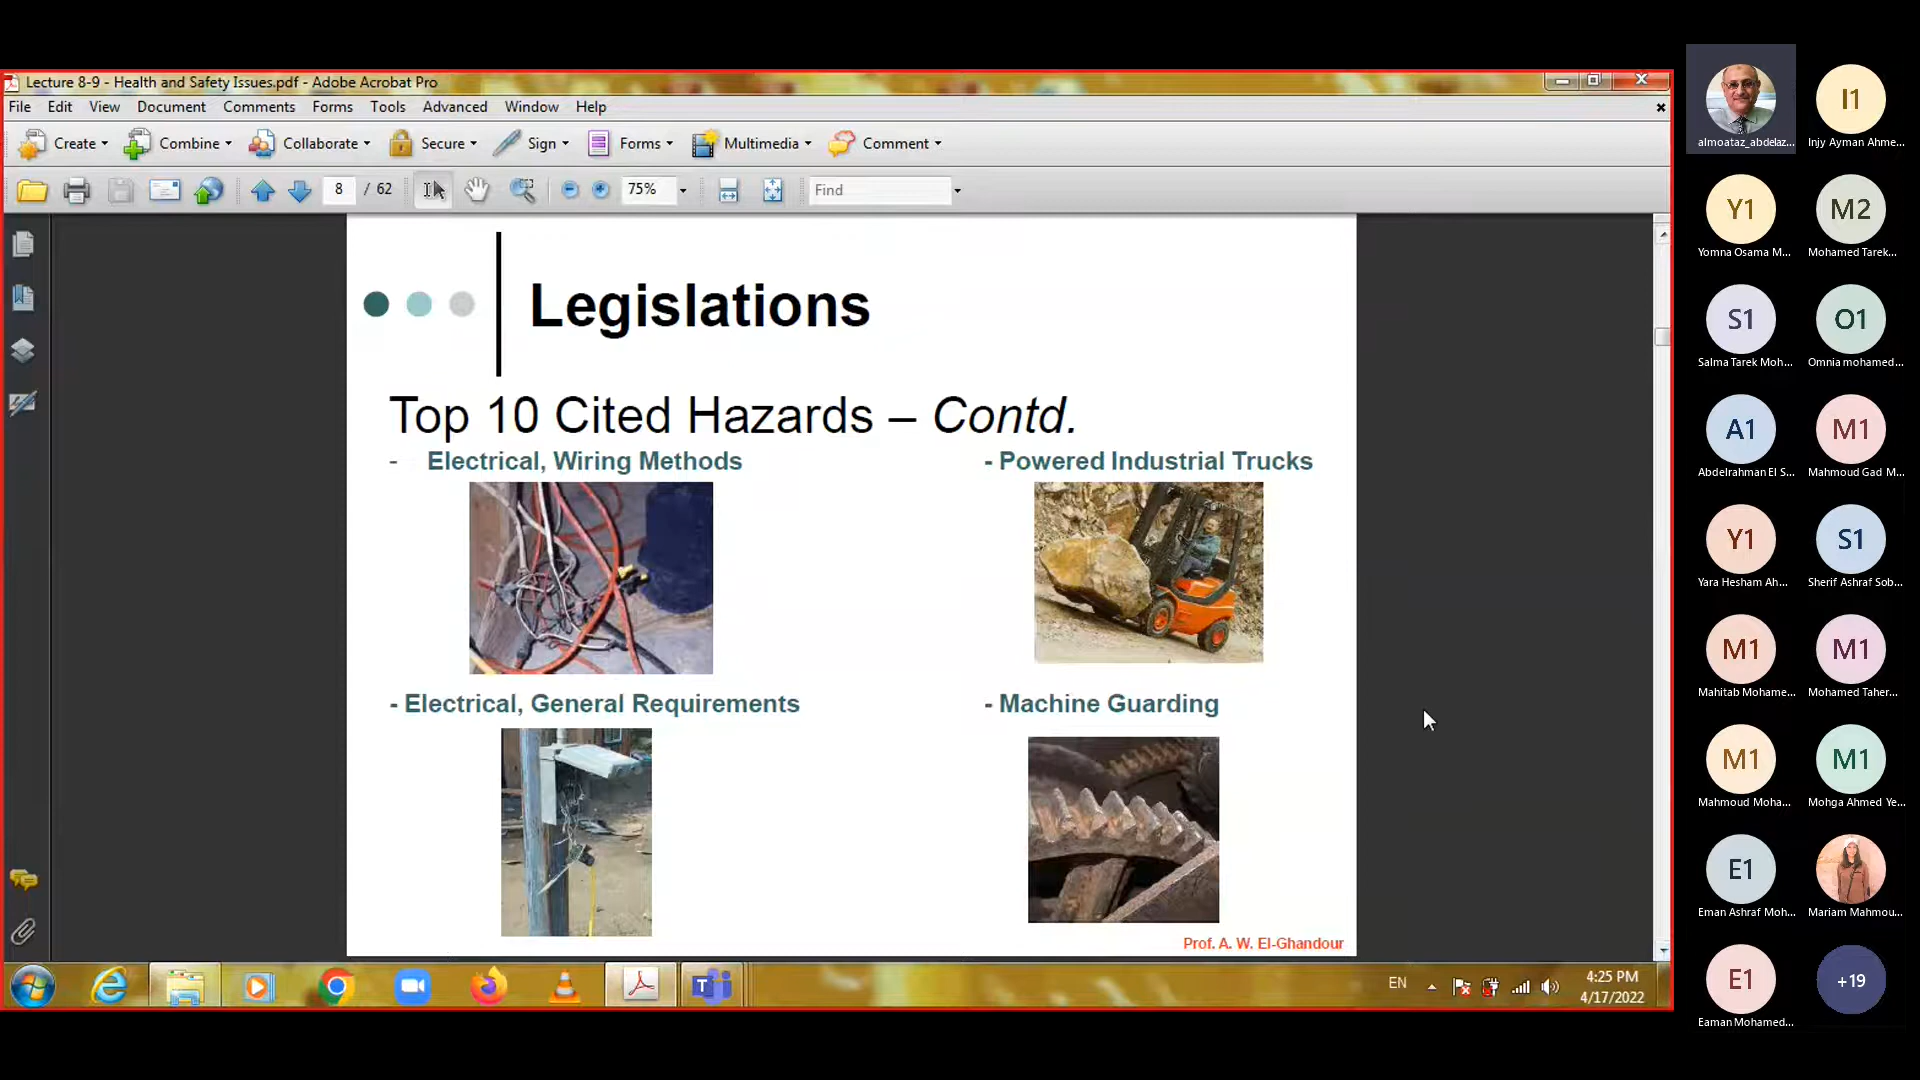 Lecture 8-9 - Health and Safety Issues.pdf - Adobe Acrobat Pro
File Edit View Document Comments Forms Tools Advanced Window Help
Create Combine Collaborate Secure Sign Forms Multimedia Comment
8 / 62 75% Find
Legislations
Top 10 Cited Hazards – Contd.
- Electrical, Wiring Methods
- Powered Industrial Trucks
- Electrical, General Requirements
- Machine Guarding
Prof. A. W. El-Ghandour
EN
4:25 PM
4/17/2022
almoataz_abdelaz...
I1
Injy Ayman Ahme...
Y1
Yomna Osama M...
M2
Mohamed Tarek...
S1
Salma Tarek Moh...
O1
Omnia mohamed...
A1
Abdelrahman El S...
M1
Mahmoud Gad M...
Y1
Yara Hesham Ah...
S1
Sherif Ashraf Sob...
M1
Mahitab Mohame...
M1
Mohamed Taher...
M1
Mahmoud Moha...
M1
Mohga Ahmed Ye...
E1
Eman Ashraf Moh...
Mariam Mahmou...
E1
Eaman Mohamed...
+19